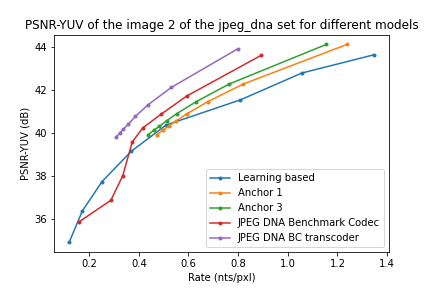 PSNR-YUV of the image 2 of the jpeg_dna set for different models
PSNR-YUV (dB)
44
42
40
38
36
Learning based
Anchor 1
Anchor 3
JPEG DNA Benchmark Codec
JPEG DNA BC transcoder
0.2 0.4 0.6 0.8 1.0 1.2 1.4
Rate (nts/pxl)